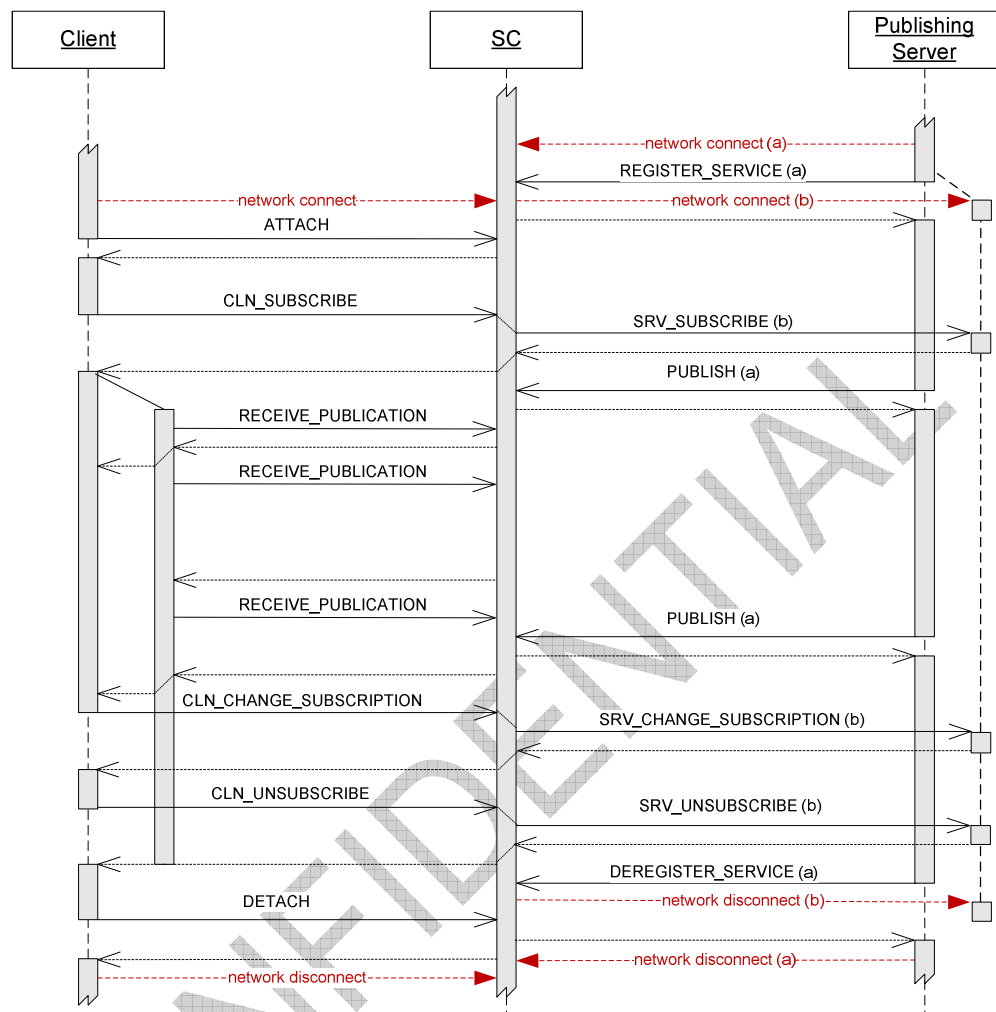 Client
SC
Publishing
Server
network connect (a)
REGISTER_SERVICE (a)
network connect
network connect (b)
ATTACH
CLN_SUBSCRIBE
SRV_SUBSCRIBE (b)
PUBLISH (a)
RECEIVE_PUBLICATION
RECEIVE_PUBLICATION
RECEIVE_PUBLICATION
PUBLISH (a)
CLN_CHANGE_SUBSCRIPTION
SRV_CHANGE_SUBSCRIPTION (b)
CLN_UNSUBSCRIBE
SRV_UNSUBSCRIBE (b)
DEREGISTER_SERVICE (a)
DETACH
network disconnect (b)
network disconnect (a)
network disconnect
NFIDENTIAL